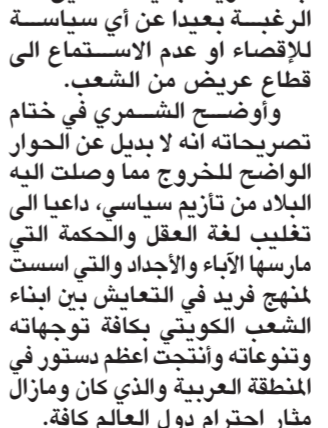 الرغبة بعيدا عن أي سياسة
للإقصاء او عدم الاستماع الى
قطاع عريض من الشعب.
وأوضح الشمري في ختام
تصريحاته انه لا بديل عن الحوار
الواضح للخروج مما وصلت اليه
البلاد من تأزيم سياسي، داعيا الى
تغليب لغة العقل والحكمة التي
مارسها الآباء والأجداد والتي اسست
لمنهج فريد في التعايش بين ابناء
الشعب الكويتي بكافة توجهاته
وتنوعاته وأنتجت اعظم دستور في
المنطقة العربية والذي كان ومازال
مثار احترام دول العالم كافة.